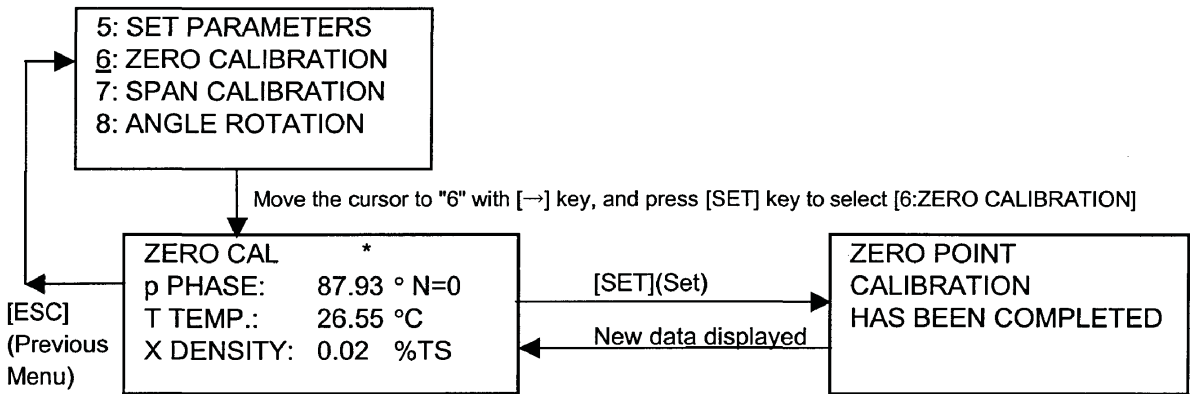 5: SET PARAMETERS
6: ZERO CALIBRATION
7: SPAN CALIBRATION
8: ANGLE ROTATION
Move the cursor to "6" with [→] key, and press [SET] key to select [6:ZERO CALIBRATION]
ZERO CAL *
p PHASE: 87.93 ° N=0
T TEMP.: 26.55 °C
X DENSITY: 0.02 %TS
[ESC]
(Previous
Menu)
[SET](Set)
New data displayed
ZERO POINT
CALIBRATION
HAS BEEN COMPLETED